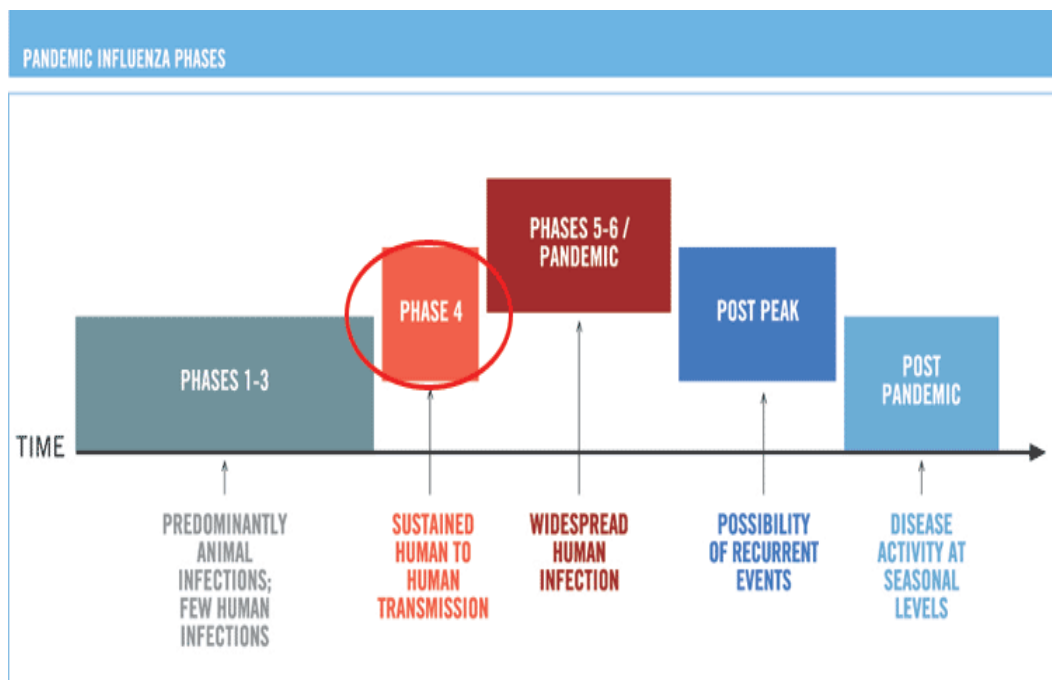 PANDEMIC INFLUENZA PHASES
PHASES 5-6 /
PANDEMIC
PHASE 4
POST PEAK
PHASES 1-3
POST
PANDEMIC
TIME
PREDOMINANTLY
ANIMAL
INFECTIONS;
FEW HUMAN
INFECTIONS
SUSTAINED
HUMAN TO
HUMAN
TRANSMISSION
WIDESPREAD
HUMAN
INFECTION
POSSIBILITY
OF RECURRENT
EVENTS
DISEASE
ACTIVITY AT
SEASONAL
LEVELS